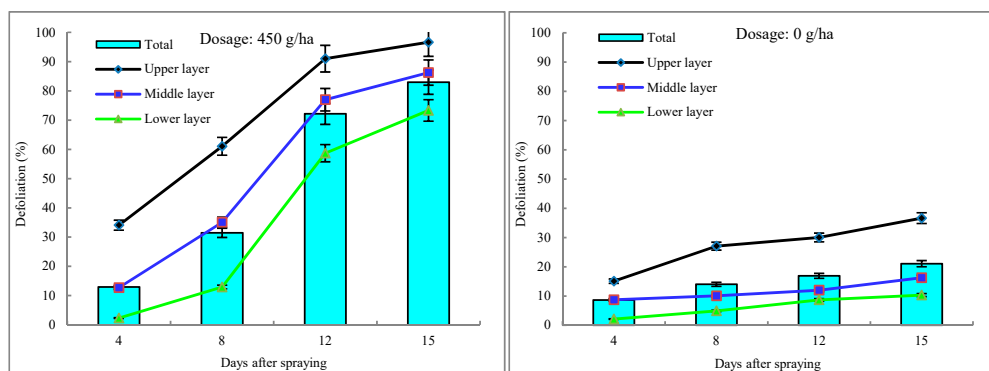 Dosage: 450 g/ha
Total
Upper layer
Middle layer
Lower layer
Defoliation (%)
100
90
80
70
60
50
40
30
20
10
0
4 8 12 15
Days after spraying
Dosage: 0 g/ha
Total
Upper layer
Middle layer
Lower layer
Defoliation (%)
100
90
80
70
60
50
40
30
20
10
0
4 8 12 15
Days after spraying